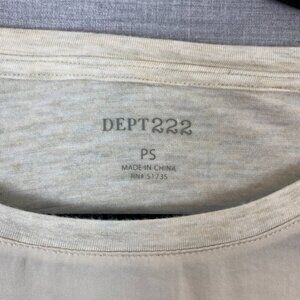 DEPT222
PS
MADE IN CHINA
RN# 51735